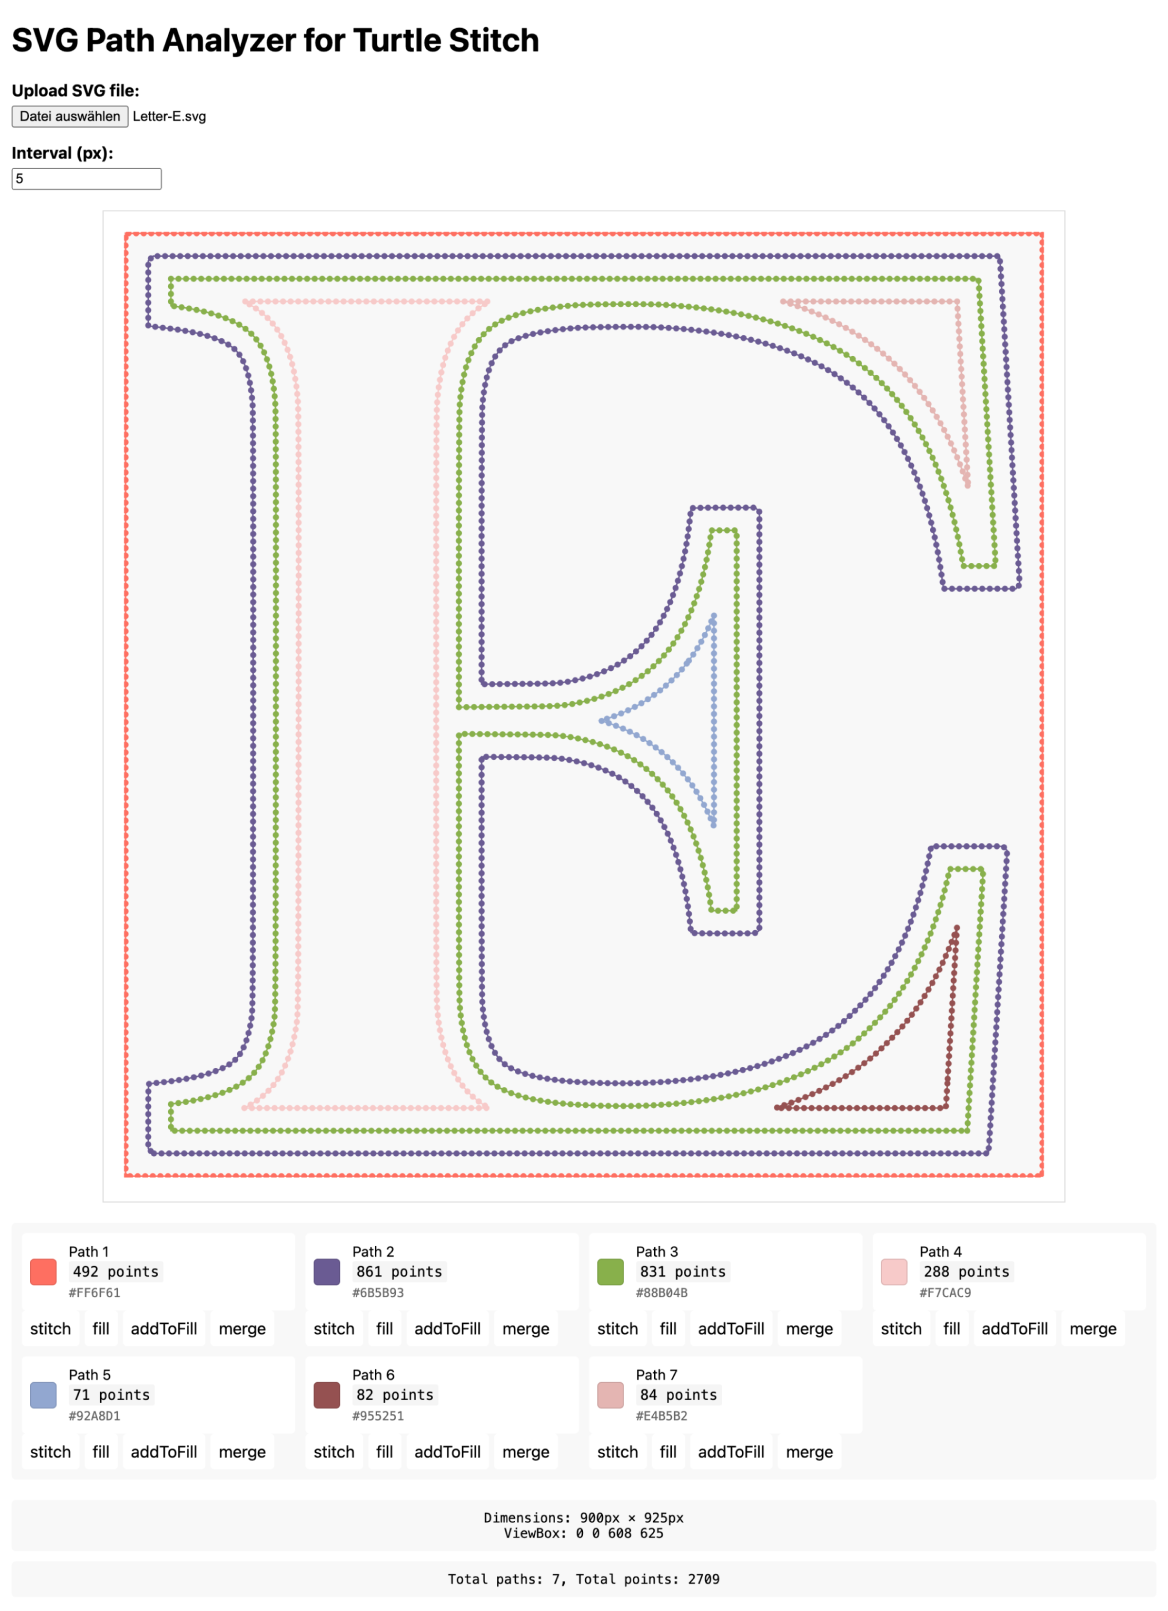 SVG Path Analyzer for Turtle Stitch
Upload SVG file:
Datei auswählen Letter-E.svg
Interval (px):
5
Path 1
492 points
#FF6F61
stitch fill addToFill merge
Path 2
861 points
#6B5B93
stitch fill addToFill merge
Path 3
831 points
#88B04B
stitch fill addToFill merge
Path 4
288 points
#F7CAC9
stitch fill addToFill merge
Path 5
71 points
#92A8D1
stitch fill addToFill merge
Path 6
82 points
#955251
stitch fill addToFill merge
Path 7
84 points
#E4B5B2
stitch fill addToFill merge
Dimensions: 900px × 925px
ViewBox: 0 0 608 625
Total paths: 7, Total points: 2709